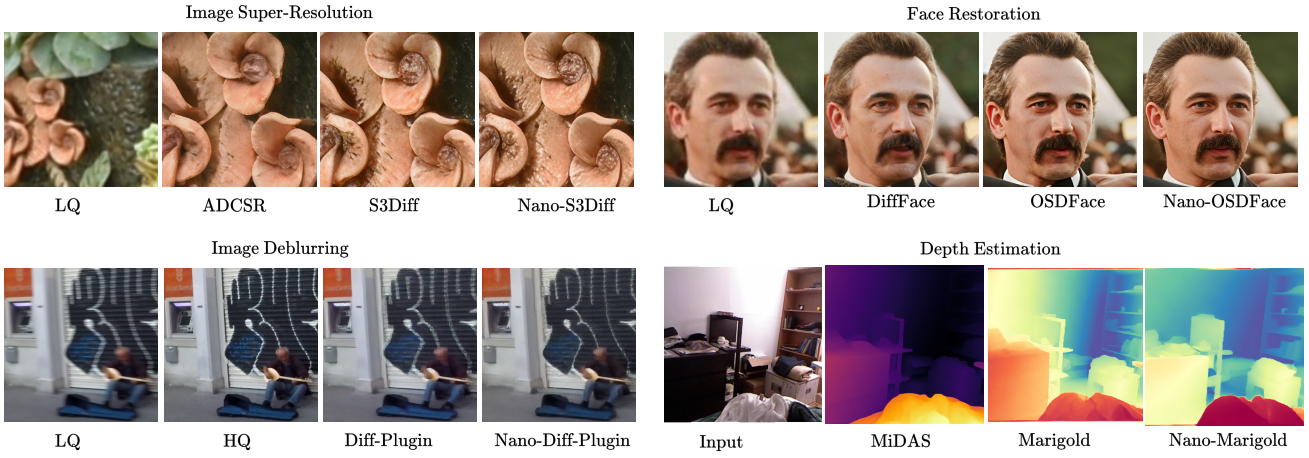 Image Super-Resolution
Face Restoration
LQ ADCSR S3Diff Nano-S3Diff
LQ DiffFace OSDFace Nano-OSDFace
Image Deblurring
Depth Estimation
LQ HQ Diff-Plugin Nano-Diff-Plugin
Input MiDAS Marigold Nano-Marigold